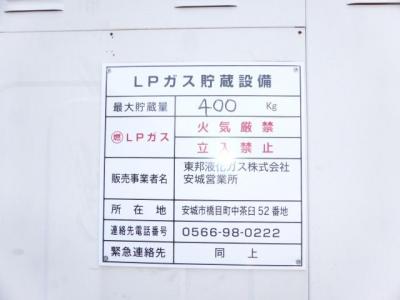 LPガス貯蔵設備
最大貯蔵量 400 Kg
燃 LPガス 火気厳禁
立入禁止
販売事業者名 東邦液化ガス株式会社
安城営業所
所在地 安城市橋目町中茶臼52番地
連絡先電話番号 0566-98-0222
緊急連絡先 同上